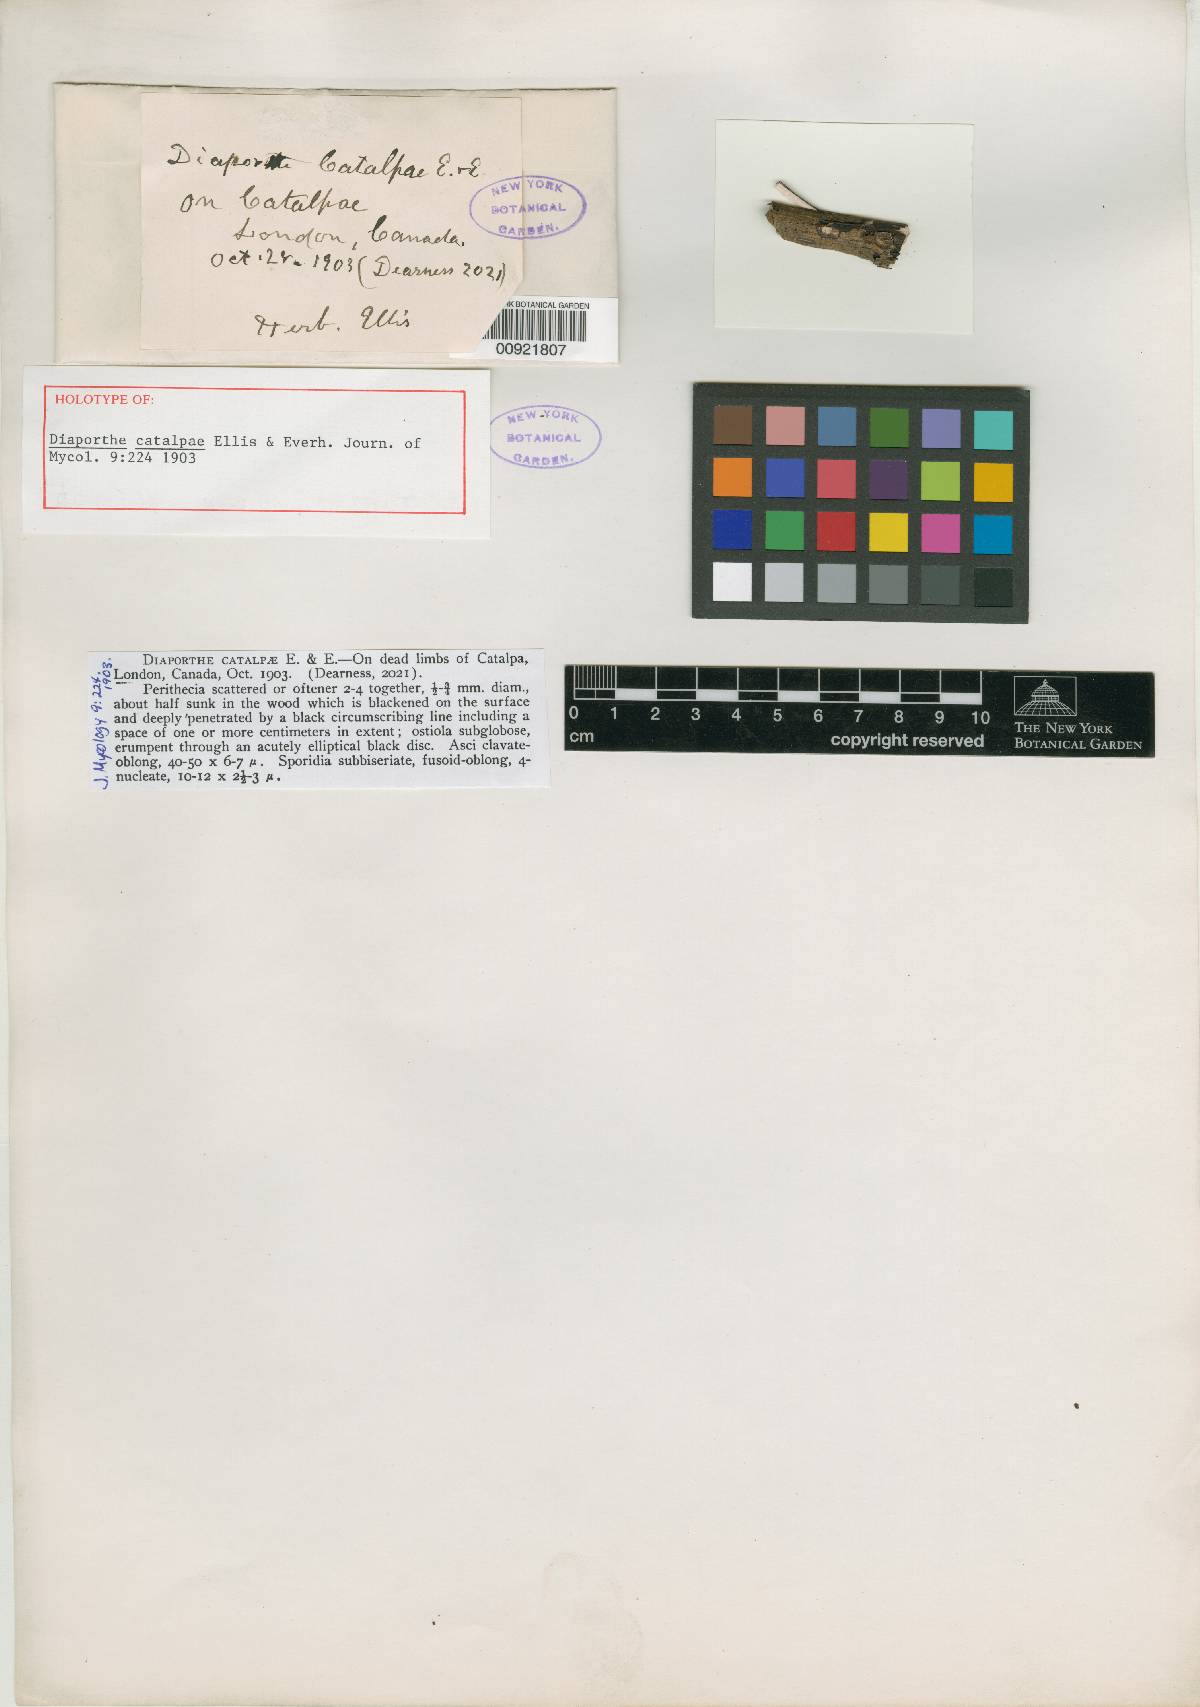 Diaporthe Catalpae E. & E.
on Catalpae
London, Canada.
Oct. 1903 (Dearness 2021)
Herb. Ellis
NEW YORK
BOTANICAL
GARDEN.
RK BOTANICAL GARDEN
00921807
HOLOTYPE OF:
Diaporthe catalpae Ellis & Everh. Journ. of
Mycol. 9:224 1903
NEW YORK
BOTANICAL
GARDEN.
J. Mycology 9:224.
1903.
DIAPORTHE CATALPÆ E. & E.—On dead limbs of Catalpa,
London, Canada, Oct. 1903. (Dearness, 2021).
Perithecia scattered or oftener 2-4 together, ½-¾ mm. diam.,
about half sunk in the wood which is blackened on the surface
and deeply penetrated by a black circumscribing line including a
space of one or more centimeters in extent; ostiola subglobose,
erumpent through an acutely elliptical black disc. Asci clavate-
oblong, 40-50 x 6-7 µ. Sporidia subbiseriate, fusoid-oblong, 4-
nucleate, 10-12 x 2½-3 µ.
0 1 2 3 4 5 6 7 8 9 10
cm
copyright reserved
THE NEW YORK
BOTANICAL GARDEN